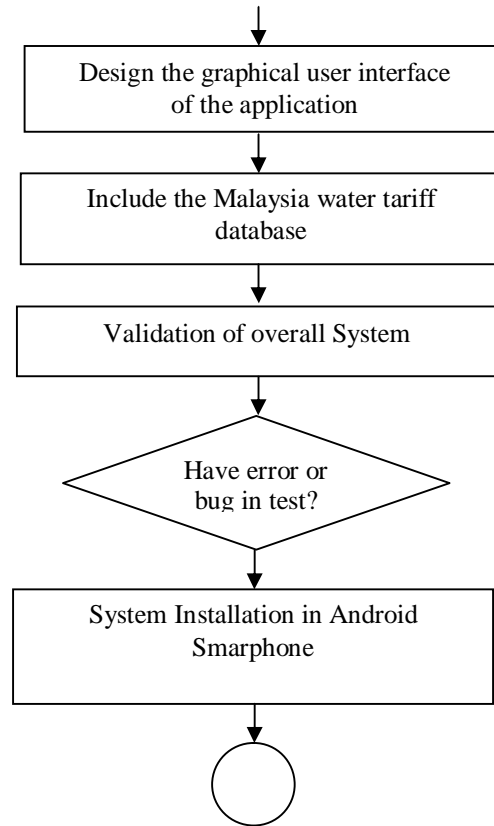 Design the graphical user interface
of the application
Include the Malaysia water tariff
database
Validation of overall System
Have error or
bug in test?
System Installation in Android
Smarphone